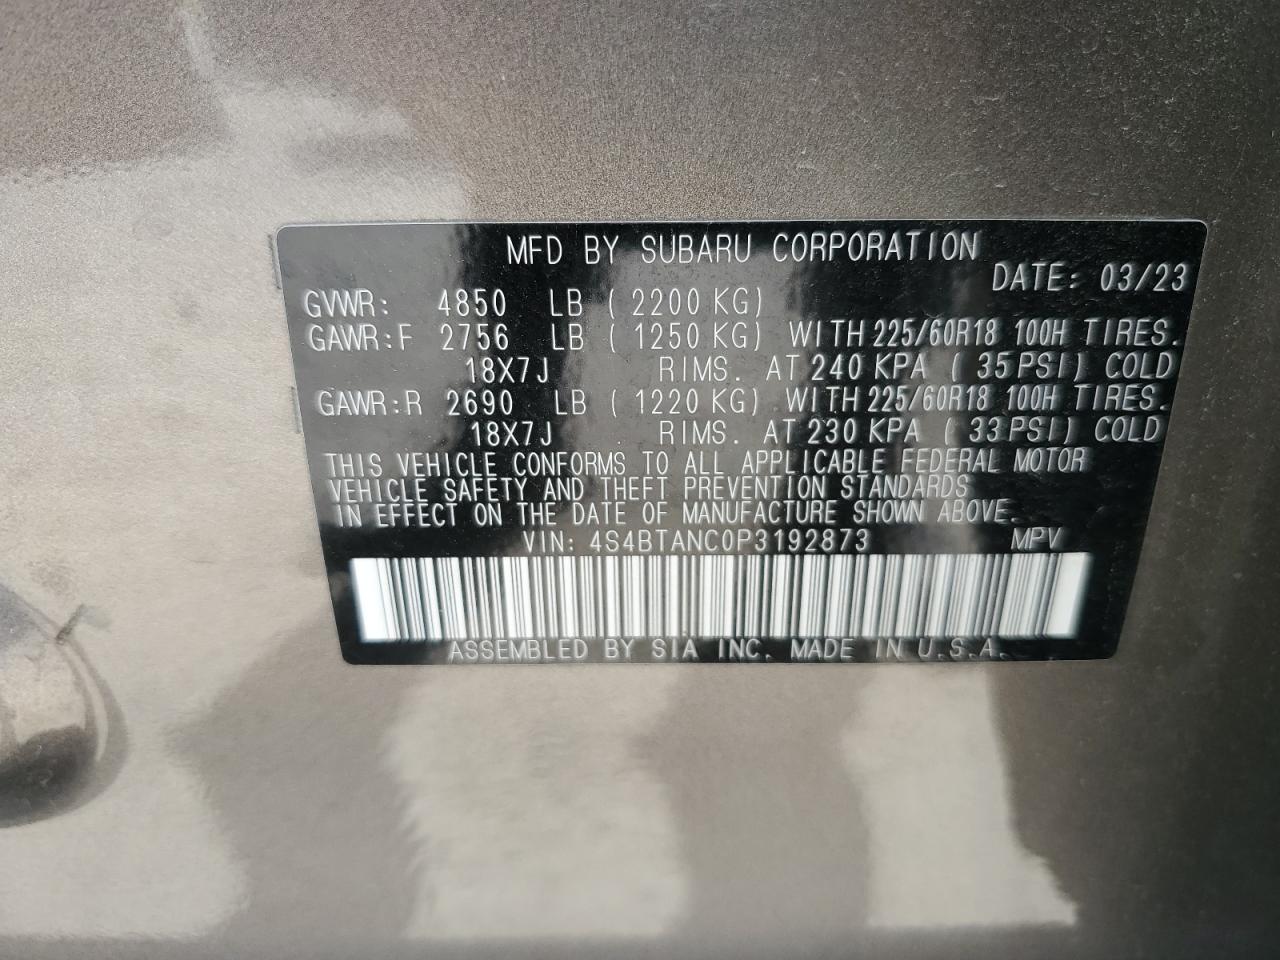 MFD BY SUBARU CORPORATION
DATE: 03/23
GVWR: 4850 LB ( 2200 KG)
GAWR:F 2756 LB ( 1250 KG) WITH 225/60R18 100H TIRES.
18X7J RIMS. AT 240 KPA ( 35 PSI) COLD
GAWR:R 2690 LB ( 1220 KG) WITH 225/60R18 100H TIRES.
18X7J RIMS. AT 230 KPA ( 33 PSI) COLD
THIS VEHICLE CONFORMS TO ALL APPLICABLE FEDERAL MOTOR
VEHICLE SAFETY AND THEFT PREVENTION STANDARDS
IN EFFECT ON THE DATE OF MANUFACTURE SHOWN ABOVE.
VIN: 4S4BTANC0P3192873 MPV
ASSEMBLED BY SIA INC. MADE IN U.S.A.